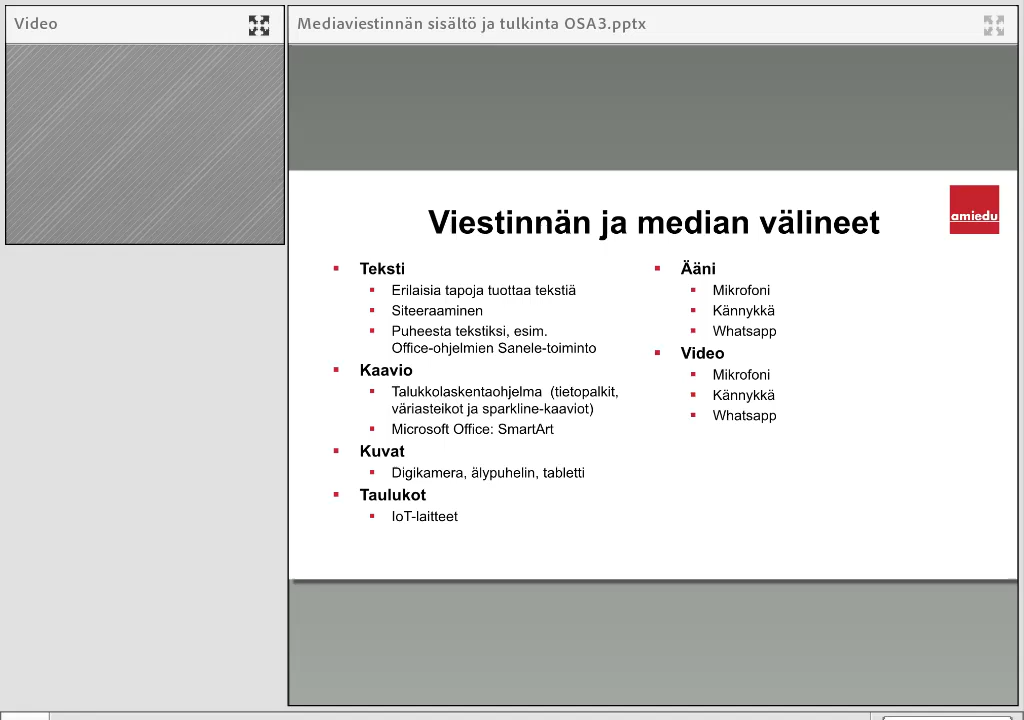 Video
Mediaviestinnän sisältö ja tulkinta OSA3.pptx
amiedu
Viestinnän ja median välineet
Teksti
Erilaisia tapoja tuottaa tekstiä
Siteeraaminen
Puheesta tekstiksi, esim.
Office-ohjelmien Sanele-toiminto
Kaavio
Talukkolaskentaohjelma (tietopalkit,
väriasteikot ja sparkline-kaaviot)
Microsoft Office: SmartArt
Kuvat
Digikamera, älypuhelin, tabletti
Taulukot
IoT-laitteet
Ääni
Mikrofoni
Kännykkä
Whatsapp
Video
Mikrofoni
Kännykkä
Whatsapp